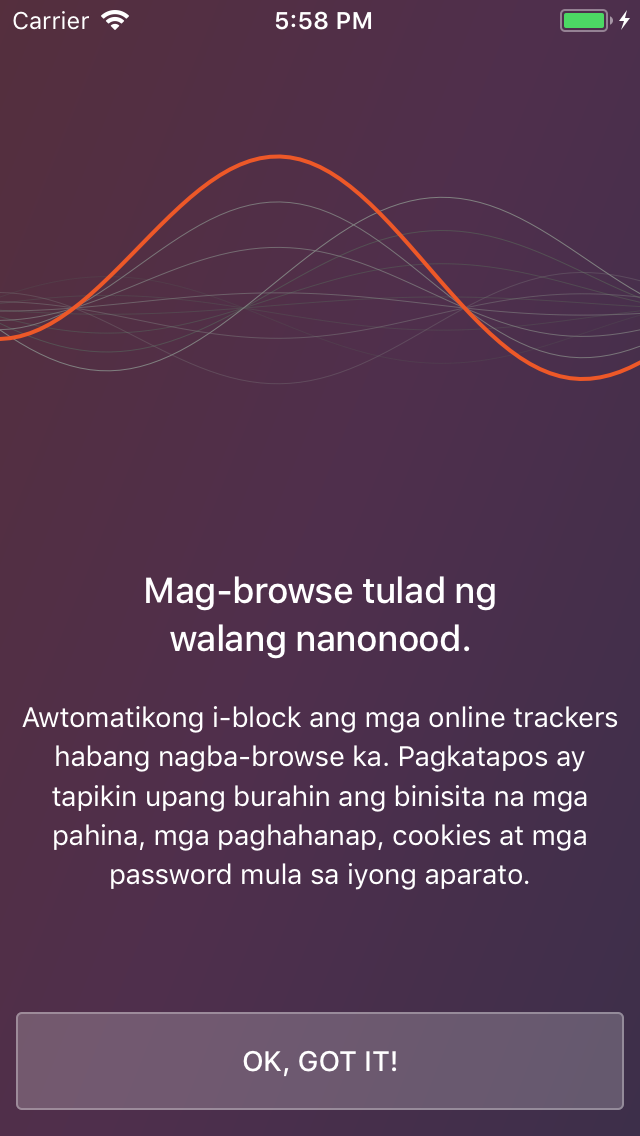 Carrier 5:58 PM
Mag-browse tulad ng
walang nanonood.
Awtomatikong i-block ang mga online trackers
habang nagba-browse ka. Pagkatapos ay
tapikin upang burahin ang binisita na mga
pahina, mga paghahanap, cookies at mga
password mula sa iyong aparato.
OK, GOT IT!